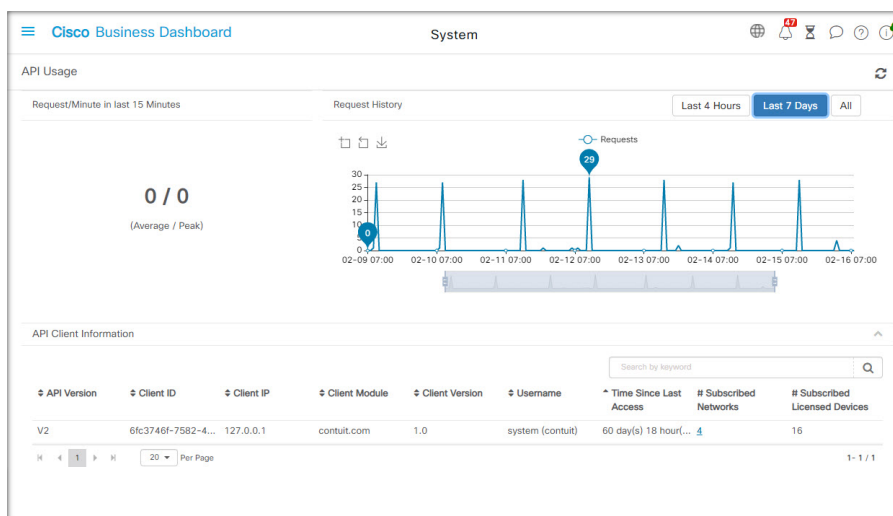 Cisco Business Dashboard
System
47
API Usage
Request/Minute in last 15 Minutes
Request History
Last 4 Hours
Last 7 Days
All
Requests
29
30
25
20
15
10
5
0
0
0 / 0
(Average / Peak)
02-09 07:00 02-10 07:00 02-11 07:00 02-12 07:00 02-13 07:00 02-14 07:00 02-15 07:00 02-16 07:00
API Client Information
Search by keyword
API Version Client ID Client IP Client Module Client Version Username Time Since Last Access # Subscribed Networks # Subscribed Licensed Devices
V2 6fc3746f-7582-4... 127.0.0.1 contuit.com 1.0 system (contuit) 60 day(s) 18 hour(... 4 16
1 20 Per Page 1- 1 / 1